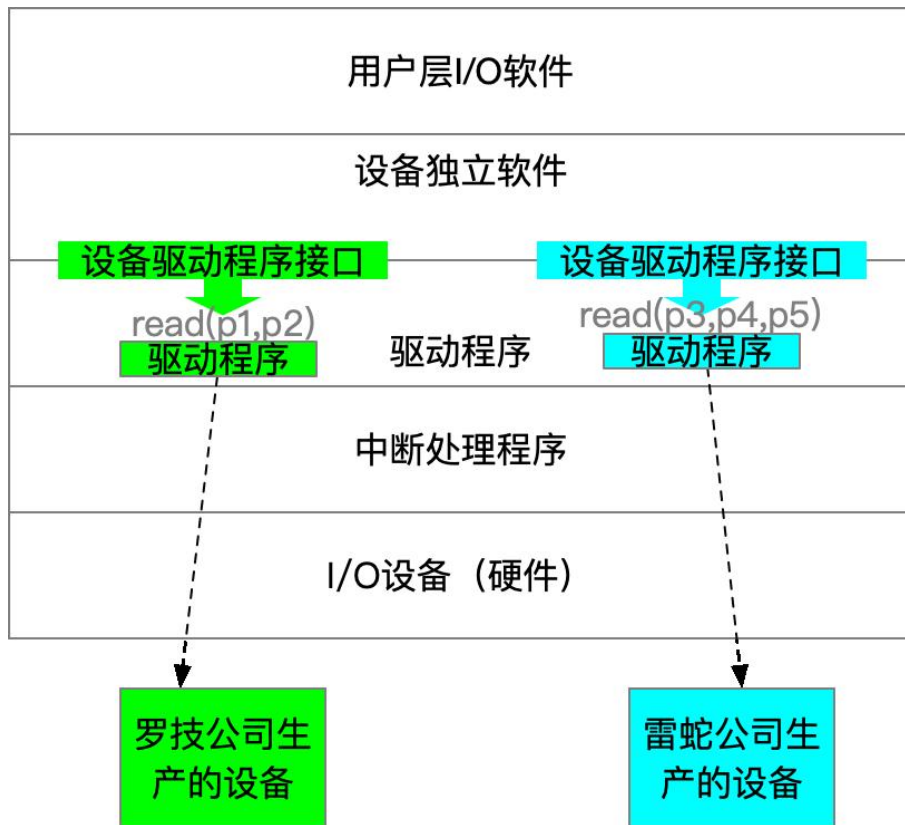 用户层I/O软件
设备独立软件
设备驱动程序接口
设备驱动程序接口
read(p1,p2)
read(p3,p4,p5)
驱动程序
驱动程序
驱动程序
中断处理程序
I/O设备（硬件）
罗技公司生
产的设备
雷蛇公司生
产的设备